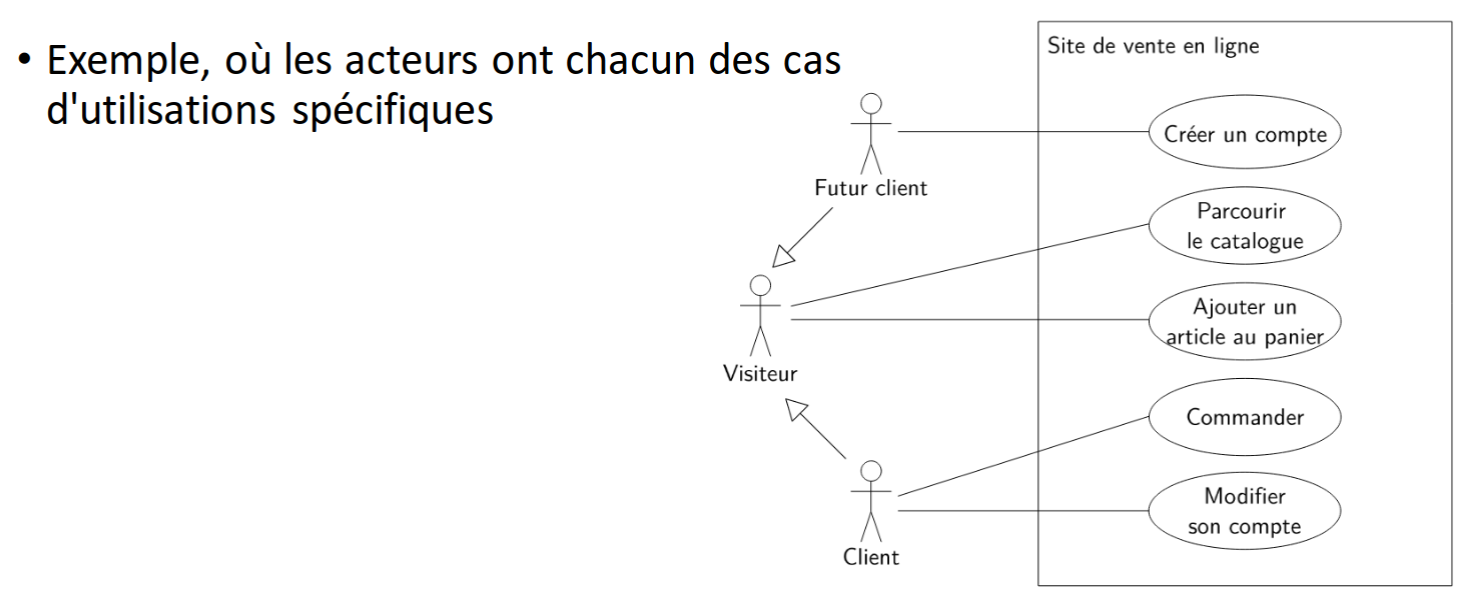 • Exemple, où les acteurs ont chacun des cas
d'utilisations spécifiques
Site de vente en ligne
Créer un compte
Futur client
Parcourir
le catalogue
Ajouter un
article au panier
Visiteur
Commander
Modifier
son compte
Client